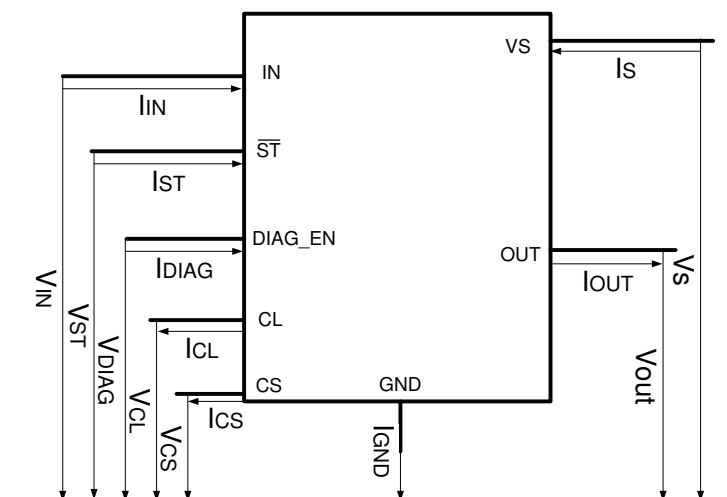 VS
IN
IS
IIN
S̅T̅
IST
DIAG_EN
OUT
IDIAG
IOUT
VIN
VS
VST
CL
ICL
VDIAG
Vout
VCL
CS
GND
VCS
ICS
IGND